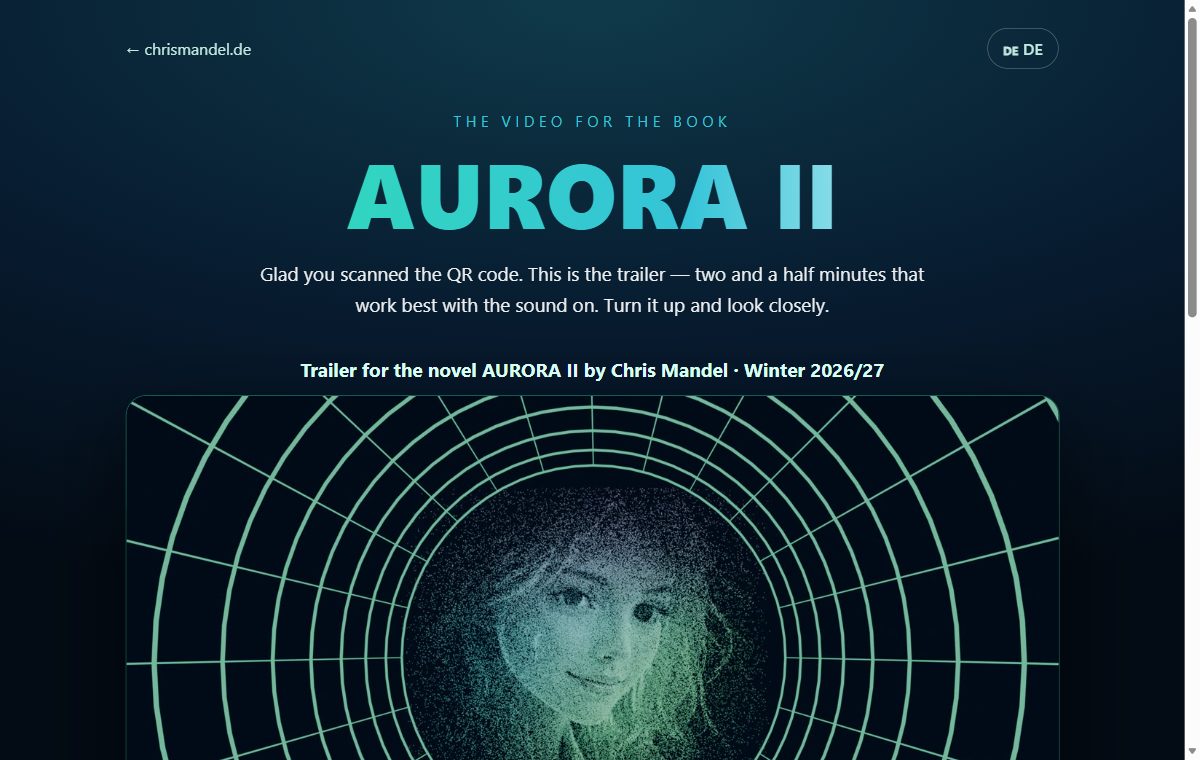 ← chrismandel.de
DE DE
THE VIDEO FOR THE BOOK
AURORA II
Glad you scanned the QR code. This is the trailer — two and a half minutes that
work best with the sound on. Turn it up and look closely.
Trailer for the novel AURORA II by Chris Mandel · Winter 2026/27